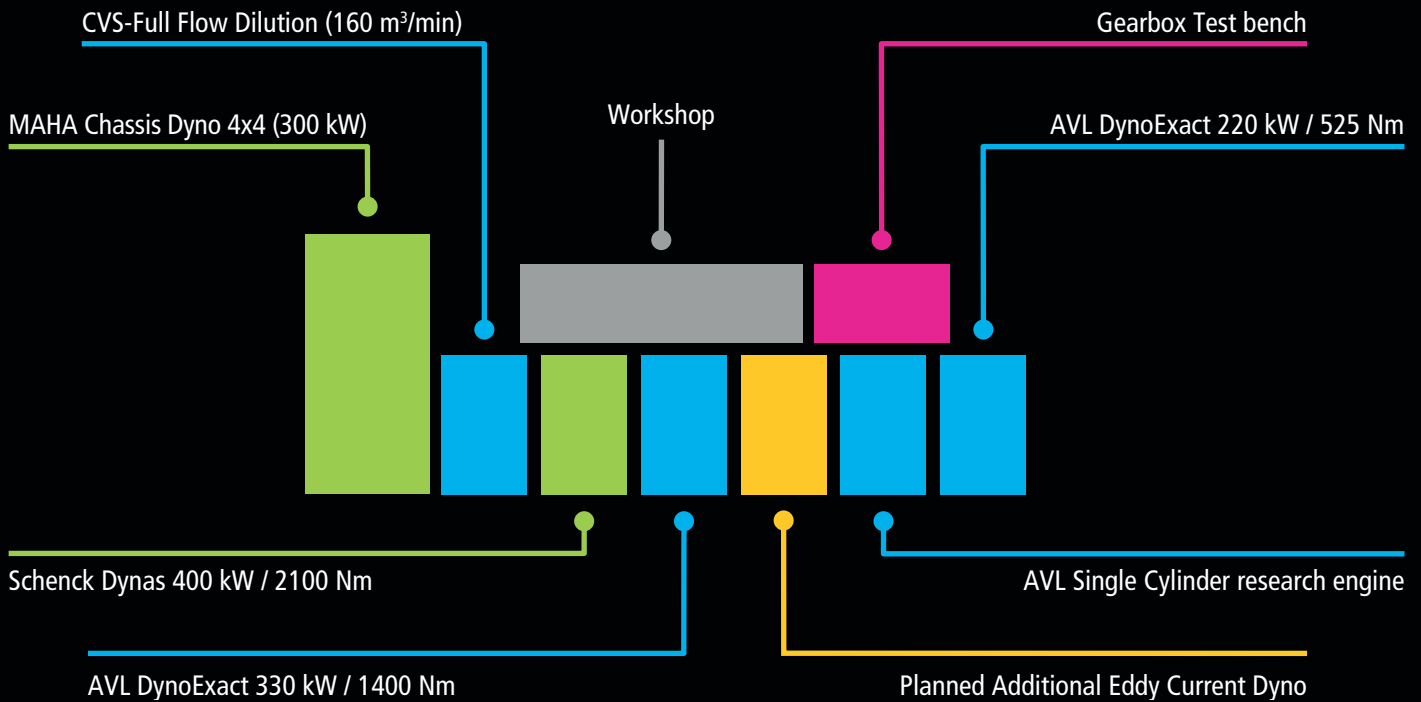 CVS-Full Flow Dilution (160 m³/min)
Gearbox Test bench
MAHA Chassis Dyno 4x4 (300 kW)
Workshop
AVL DynoExact 220 kW / 525 Nm
Schenck Dynas 400 kW / 2100 Nm
AVL Single Cylinder research engine
AVL DynoExact 330 kW / 1400 Nm
Planned Additional Eddy Current Dyno